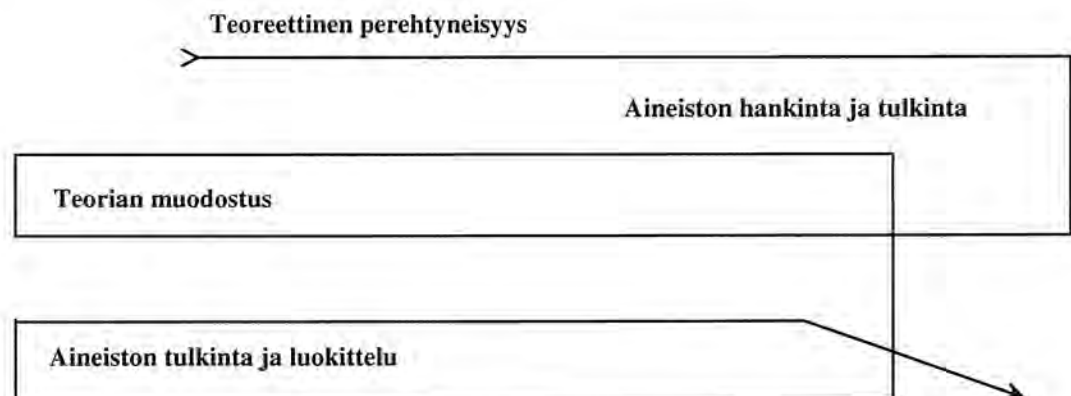 Teoreettinen perehtyneisyys
Aineiston hankinta ja tulkinta
Teorian muodostus
Aineiston tulkinta ja luokittelu